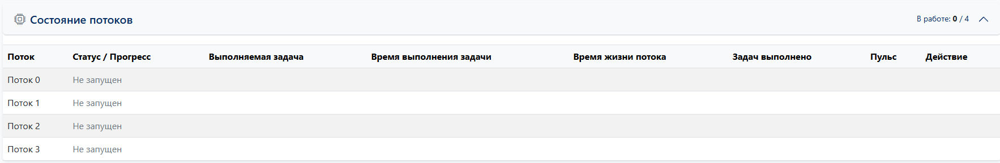 Состояние потоков
В работе: 0 / 4
Поток Статус / Прогресс Выполняемая задача Время выполнения задачи Время жизни потока Задач выполнено Пульс Действие
Поток 0 Не запущен
Поток 1 Не запущен
Поток 2 Не запущен
Поток 3 Не запущен